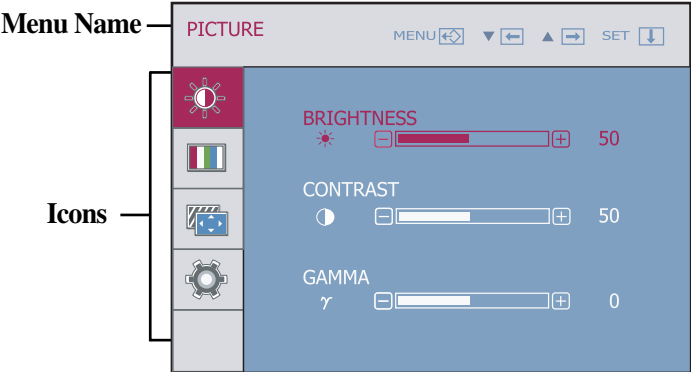 Menu Name
PICTURE
MENU ▼ ▲ SET
BRIGHTNESS
50
CONTRAST
50
Icons
GAMMA
γ 0